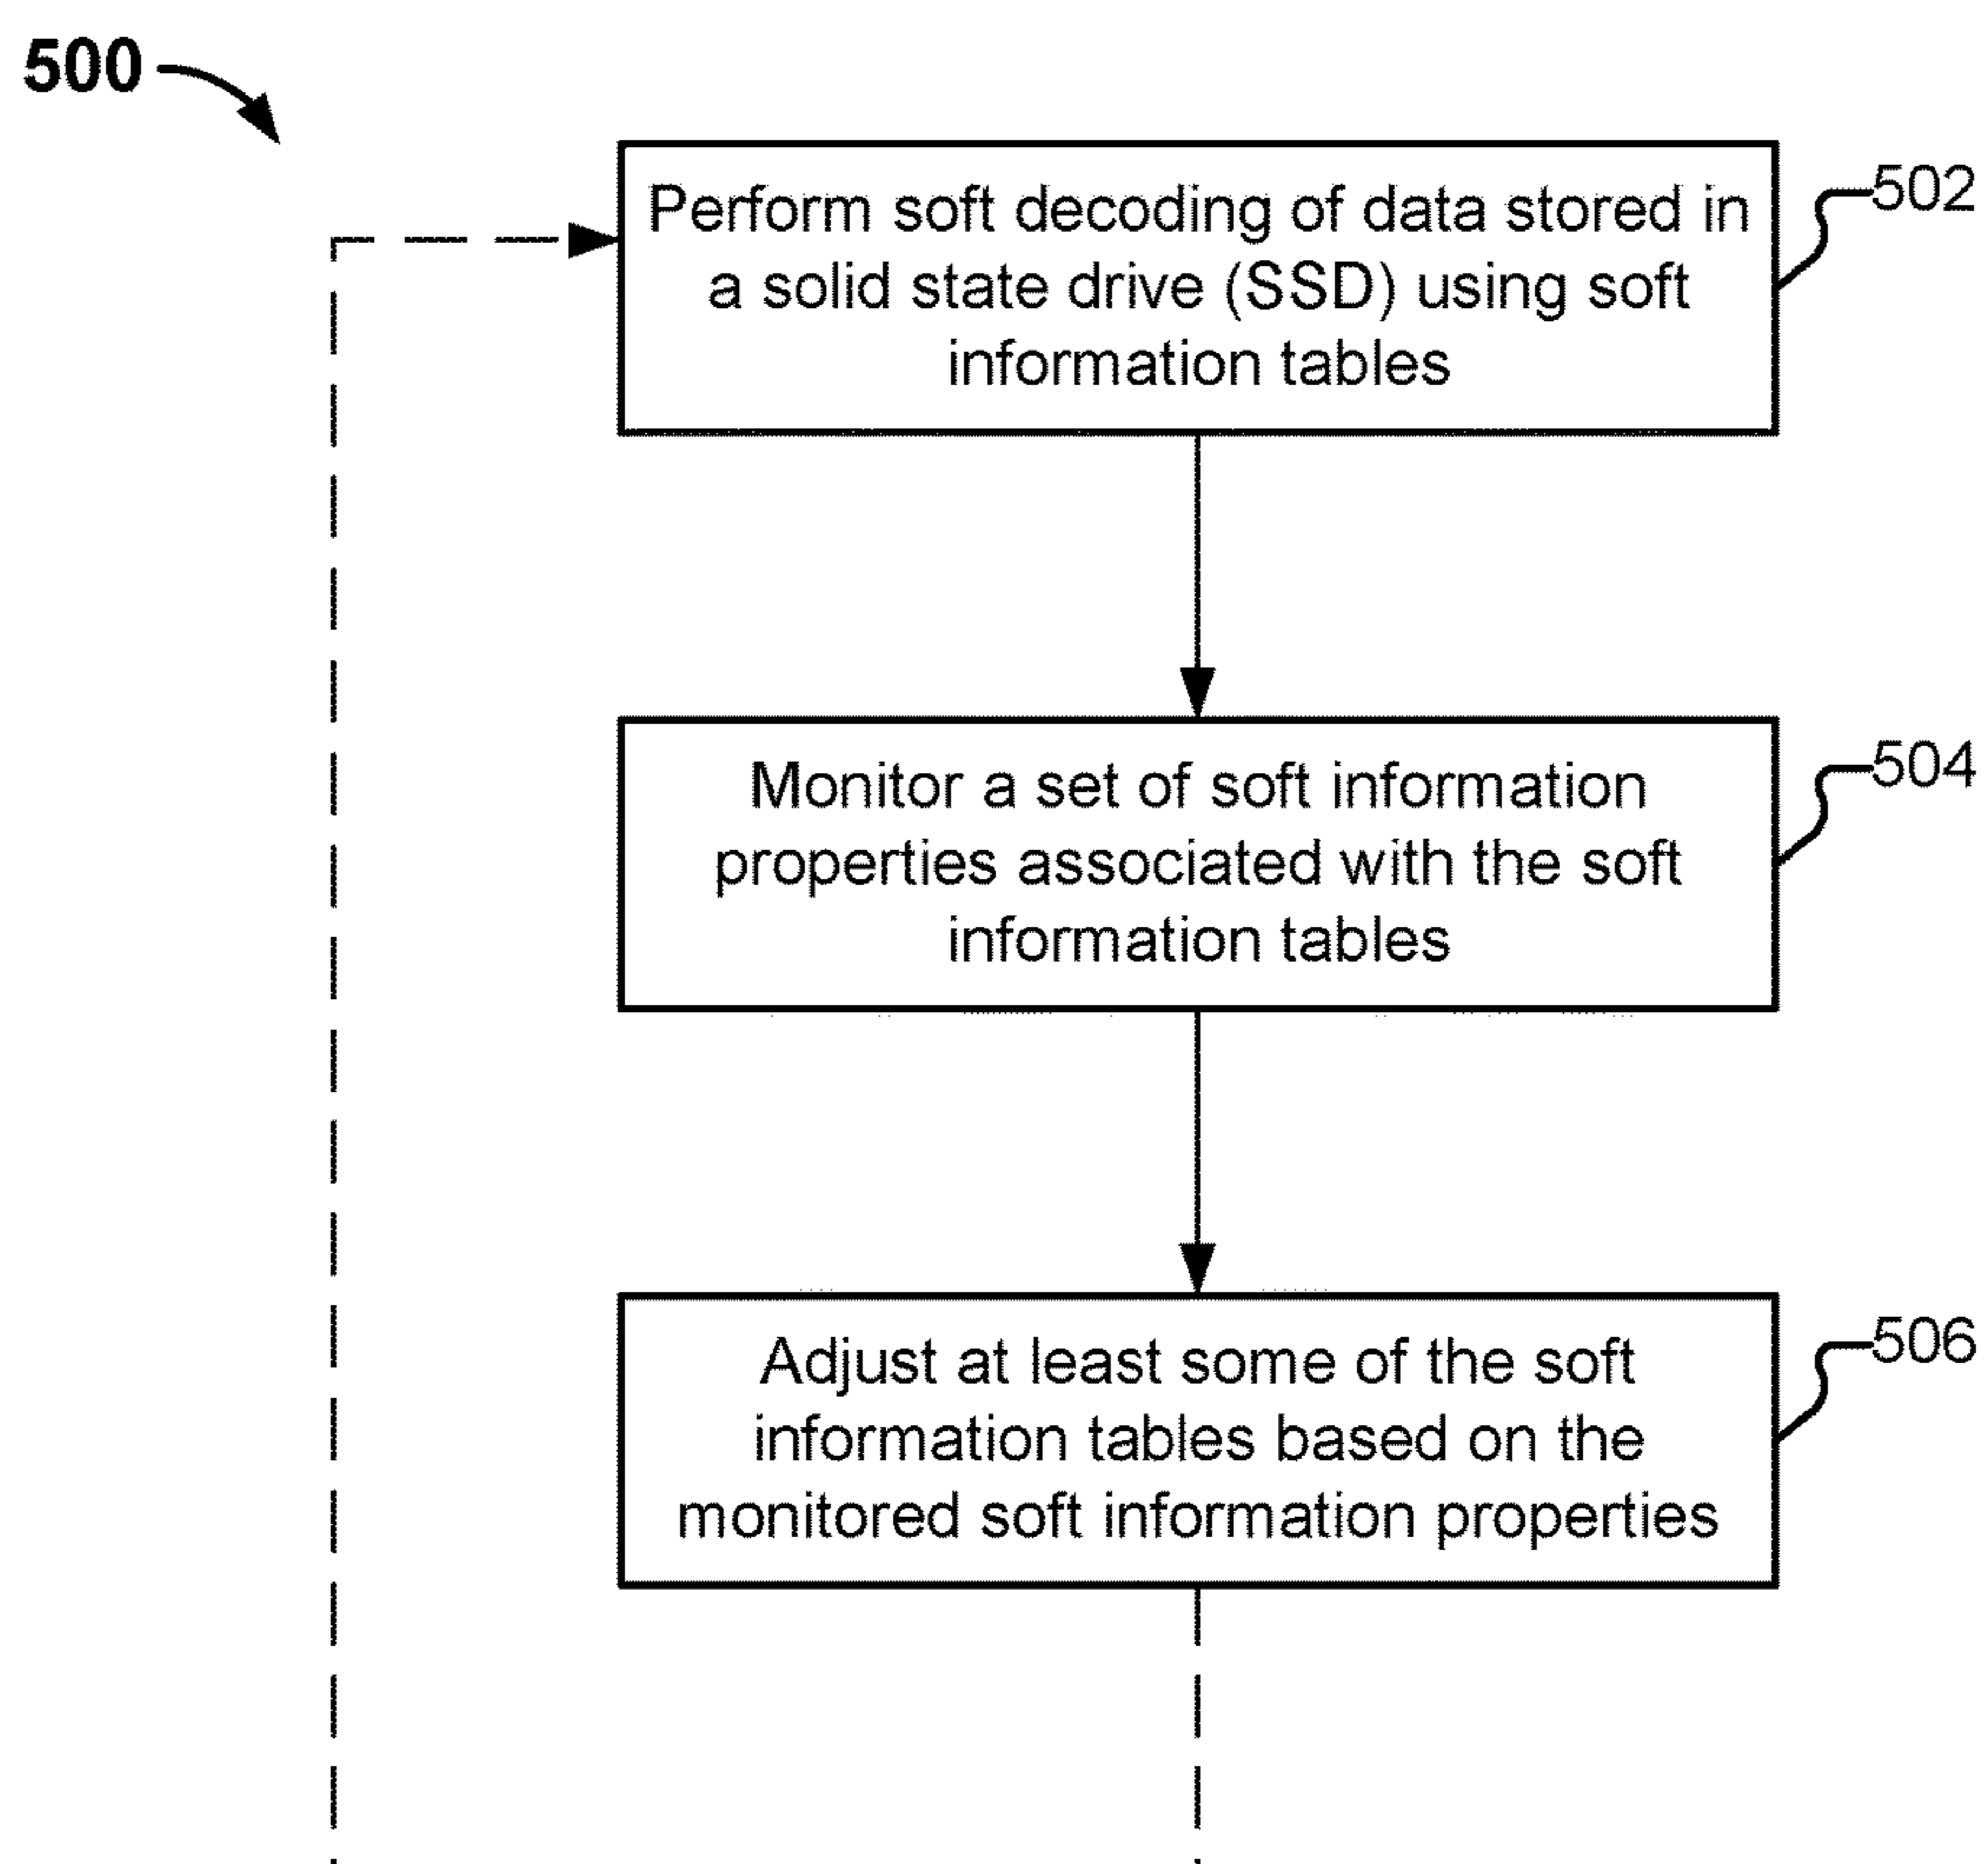 500
Perform soft decoding of data stored in
a solid state drive (SSD) using soft
information tables
502
Monitor a set of soft information
properties associated with the soft
information tables
504
Adjust at least some of the soft
information tables based on the
monitored soft information properties
506